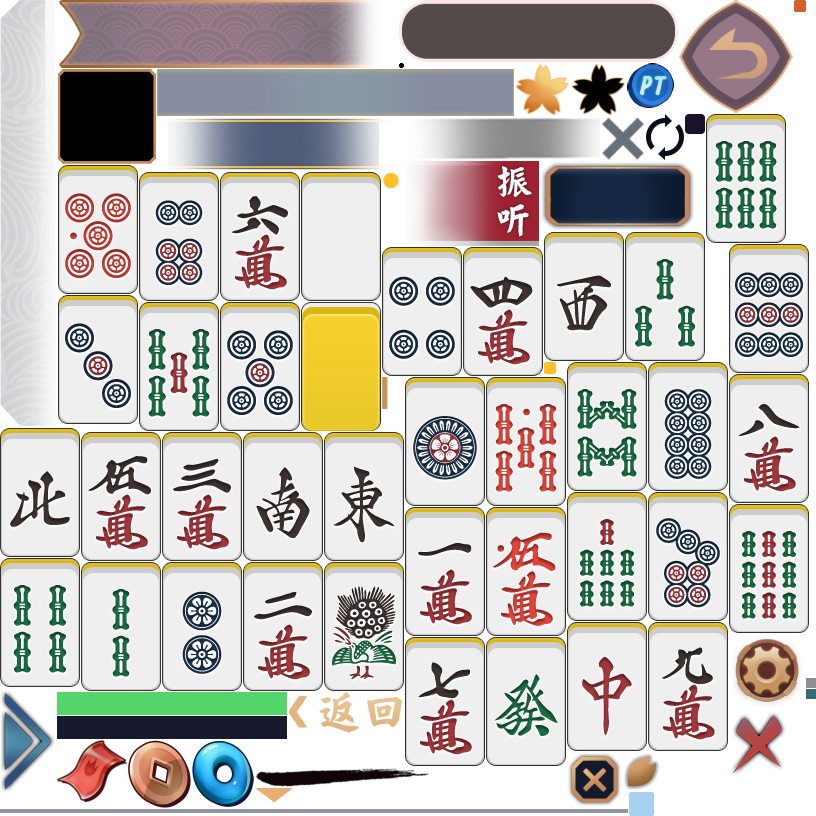 PT
振
听
六
萬
四
萬
西
八
萬
北
伍
萬
三
萬
南
東
一
萬
伍
萬
二
萬
七
萬
發
中
九
萬
返回